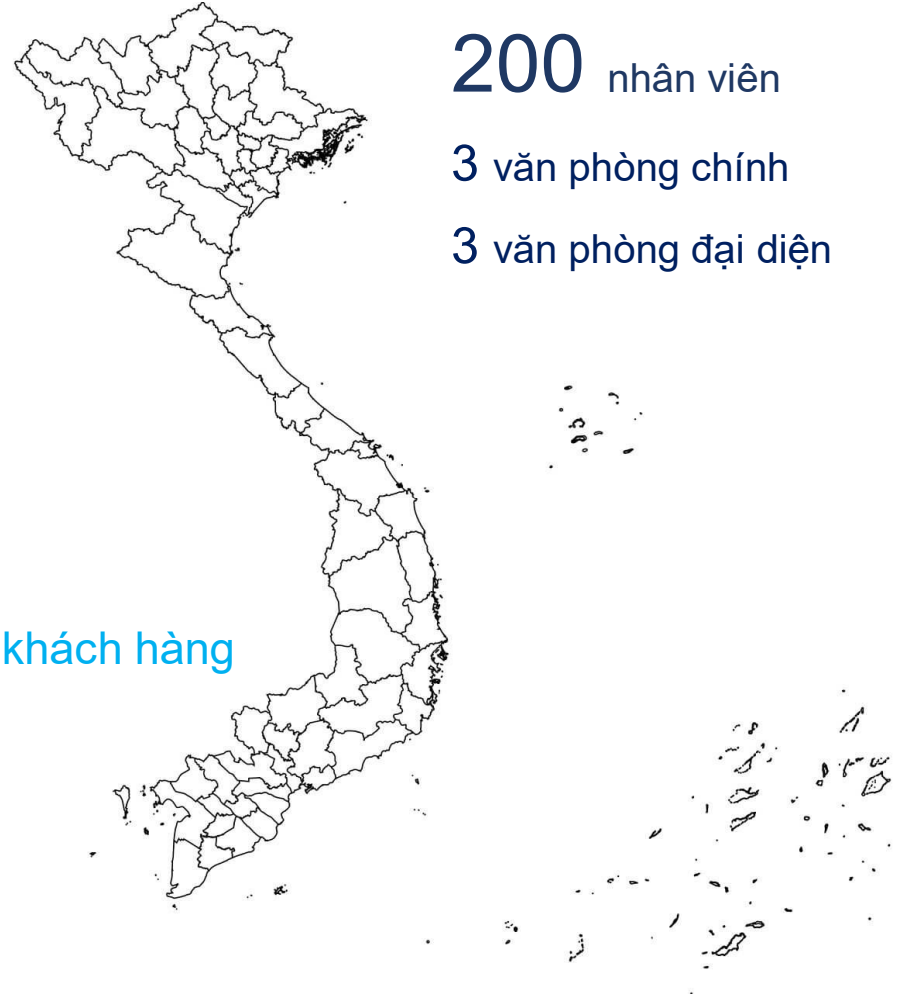 200 nhân viên
3 văn phòng chính
3 văn phòng đại diện
khách hàng